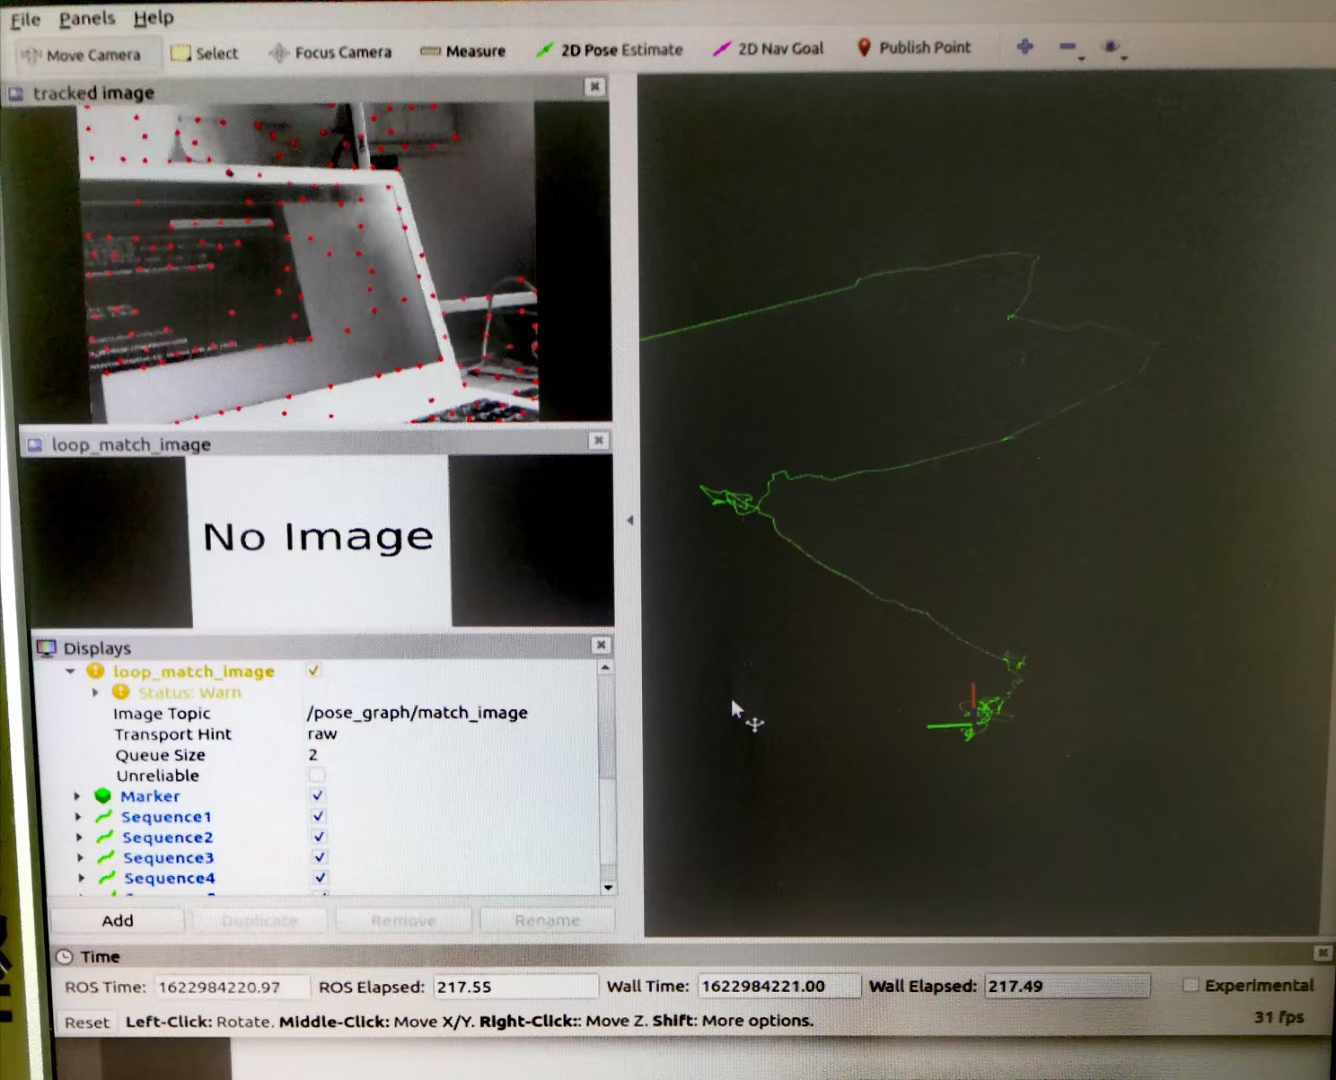 File Panels Help
Move Camera Select Focus Camera Measure 2D Pose Estimate 2D Nav Goal Publish Point
tracked image
loop_match_image
No Image
Displays
loop_match_image
Status: Warn
Image Topic /pose_graph/match_image
Transport Hint raw
Queue Size 2
Unreliable
Marker
Sequence1
Sequence2
Sequence3
Sequence4
Add Duplicate Remove Rename
Time
ROS Time: 1622984220.97 ROS Elapsed: 217.55 Wall Time: 1622984221.00 Wall Elapsed: 217.49 Experimental
Reset Left-Click: Rotate. Middle-Click: Move X/Y. Right-Click:: Move Z. Shift: More options. 31 fps